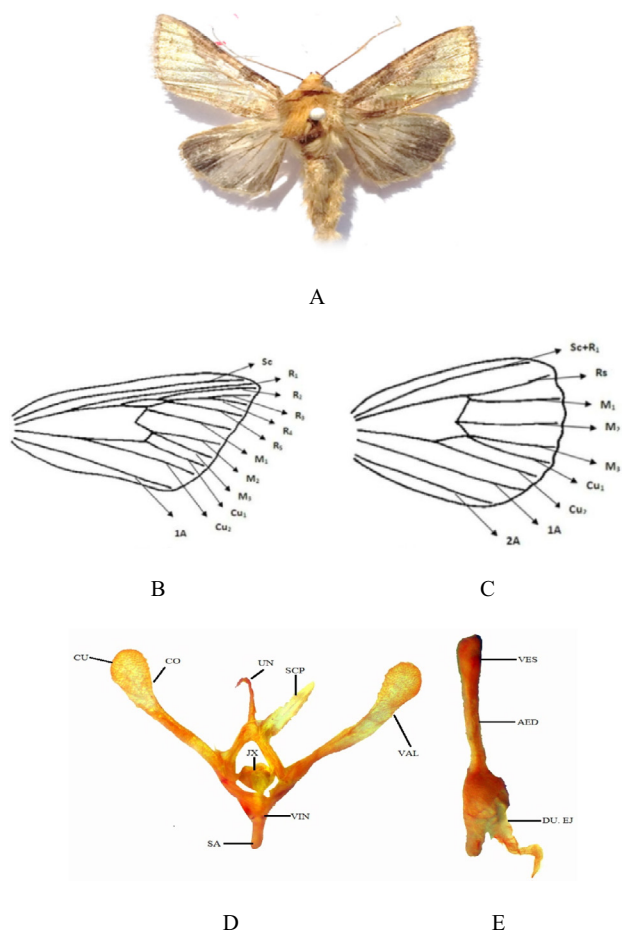 A
Sc
R₁
R₂
R₃
R₄
R₅
M₁
M₂
M₃
Cu₁
Cu₂
1A
B
Sc+R₁
Rs
M₁
M₂
M₃
Cu₁
Cu₂
1A
2A
C
CU
CO
UN
SCP
JX
VAL
VIN
SA
D
VES
AED
DU. EJ
E